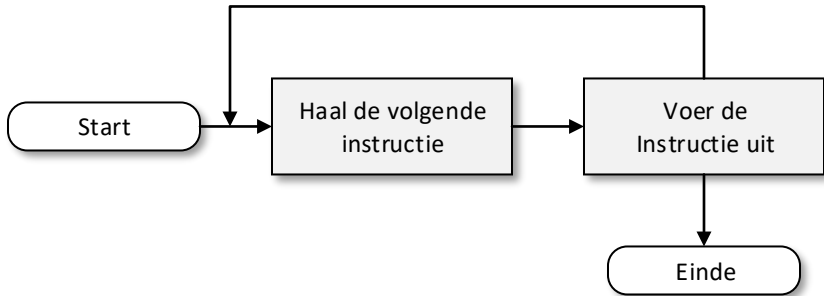 Start
Haal de volgende
instructie
Voer de
Instructie uit
Einde